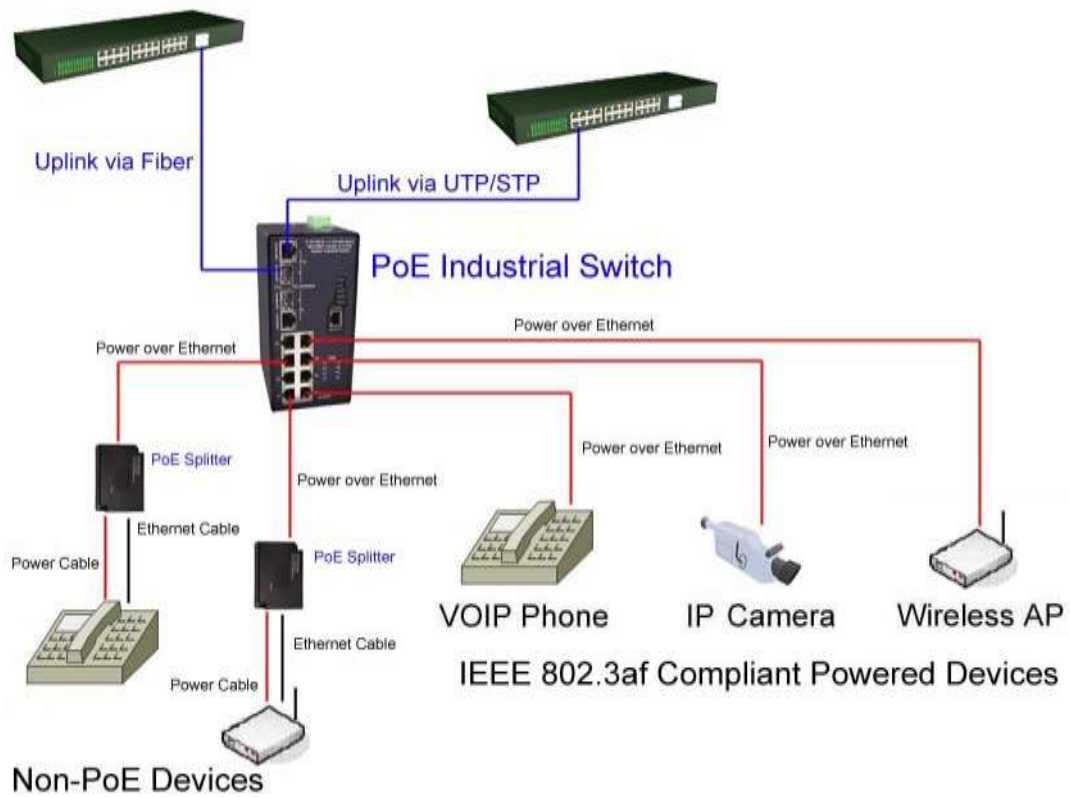 Uplink via Fiber
Uplink via UTP/STP
PoE Industrial Switch
Power over Ethernet
Power over Ethernet
PoE Splitter
Power over Ethernet
Power over Ethernet
Power over Ethernet
Ethernet Cable
PoE Splitter
Power Cable
VOIP Phone
IP Camera
Wireless AP
Ethernet Cable
IEEE 802.3af Compliant Powered Devices
Power Cable
Non-PoE Devices